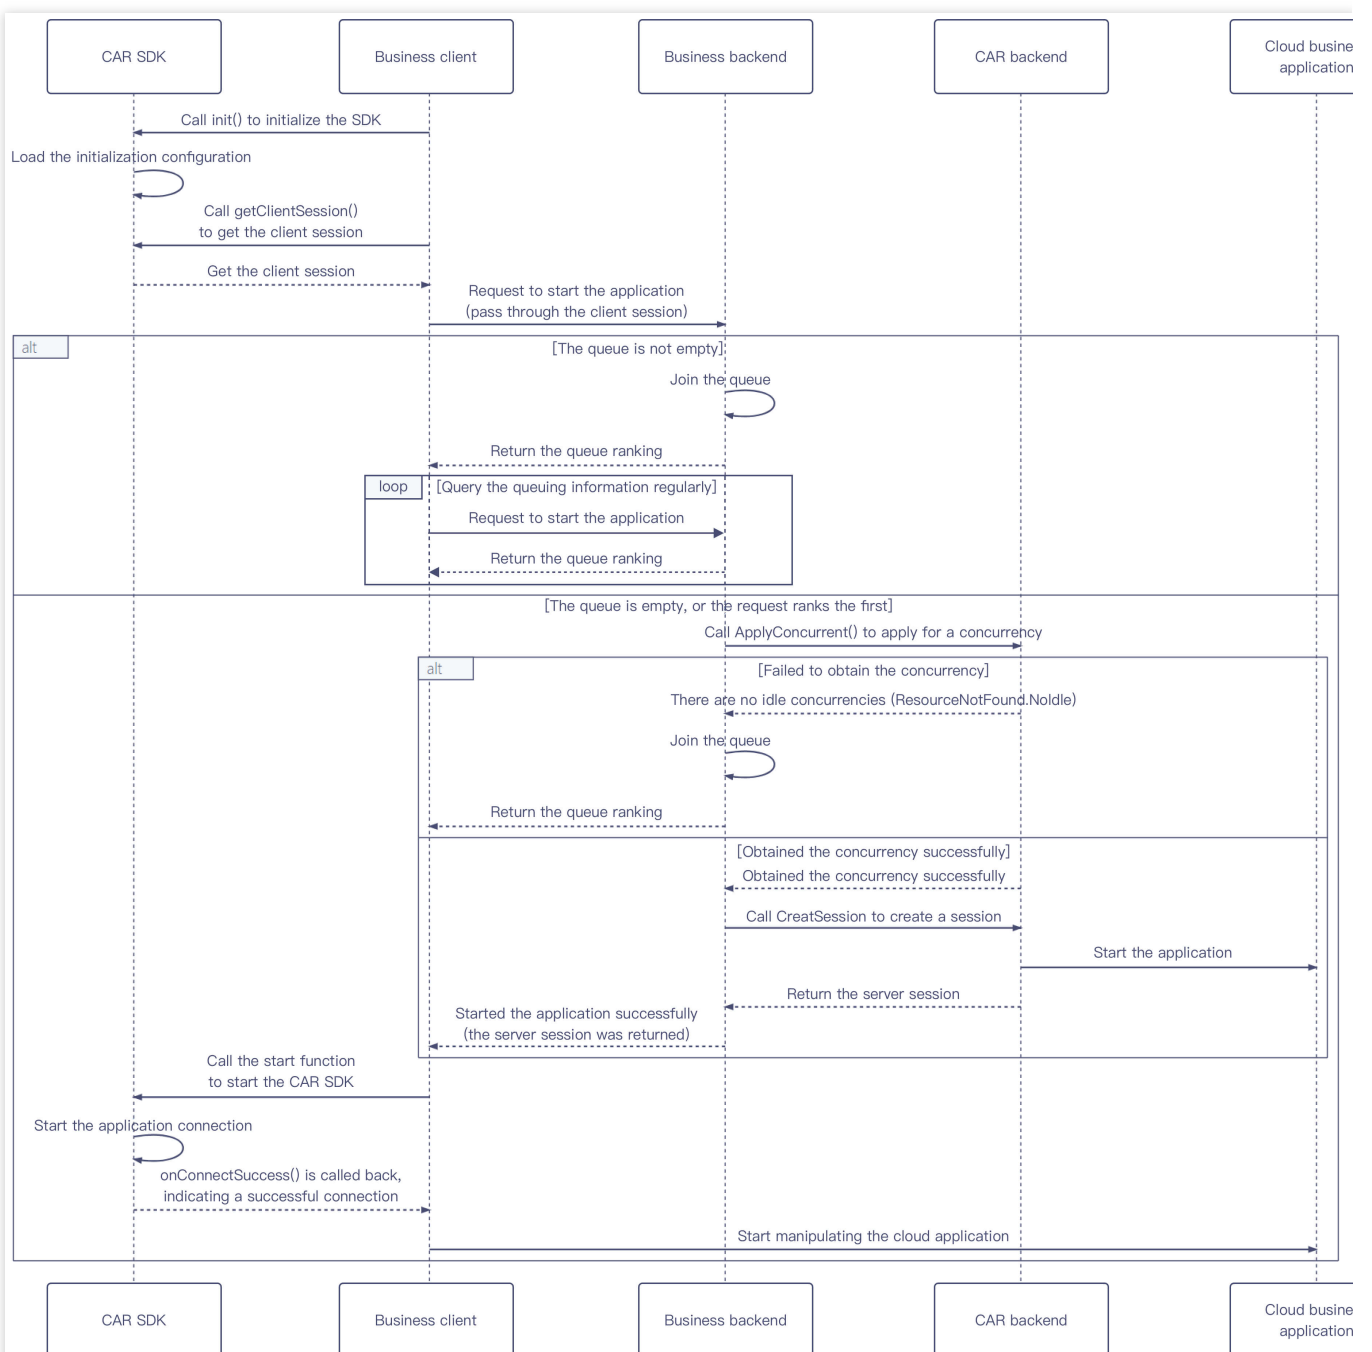 CAR SDK
Business client
Business backend
CAR backend
Cloud busine
application
Call init() to initialize the SDK
Load the initialization configuration
Call getClientSession()
to get the client session
Get the client session
Request to start the application
(pass through the client session)
alt
[The queue is not empty]
Join the queue
Return the queue ranking
loop
[Query the queuing information regularly]
Request to start the application
Return the queue ranking
[The queue is empty, or the request ranks the first]
Call ApplyConcurrent() to apply for a concurrency
alt
[Failed to obtain the concurrency]
There are no idle concurrencies (ResourceNotFound.NoIdle)
Join the queue
Return the queue ranking
[Obtained the concurrency successfully]
Obtained the concurrency successfully
Call CreatSession to create a session
Start the application
Return the server session
Started the application successfully
(the server session was returned)
Call the start function
to start the CAR SDK
Start the application connection
onConnectSuccess() is called back,
indicating a successful connection
Start manipulating the cloud application
CAR SDK
Business client
Business backend
CAR backend
Cloud busine
application